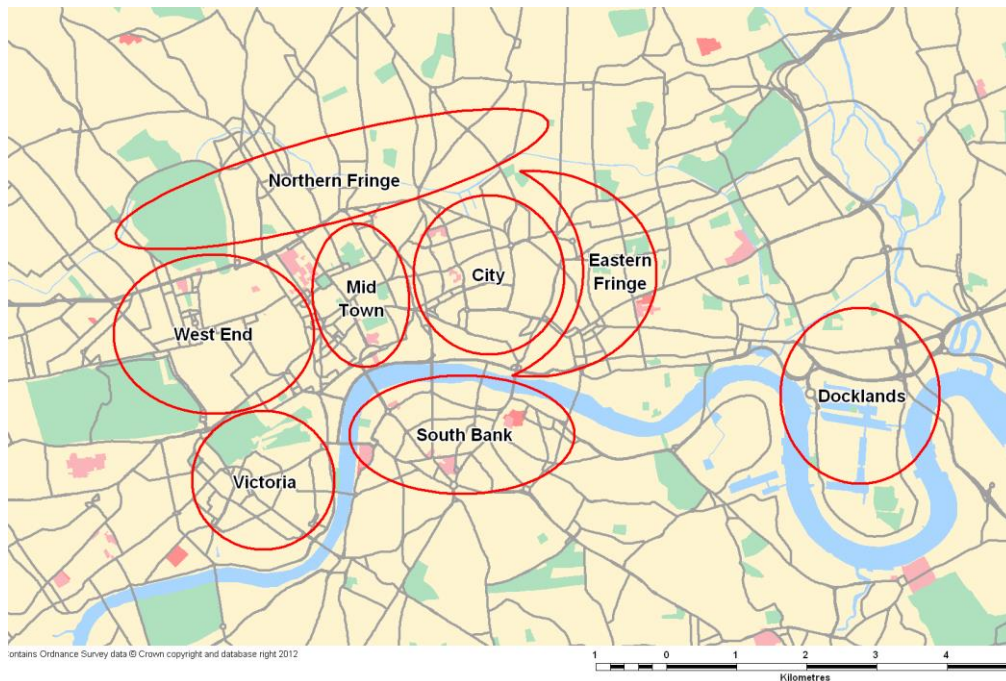 Northern Fringe
City
Eastern
Fringe
Mid
Town
West End
Docklands
South Bank
Victoria
ontains Ordnance Survey data © Crown copyright and database right 2012
1 0 1 2 3 4
Kilometres